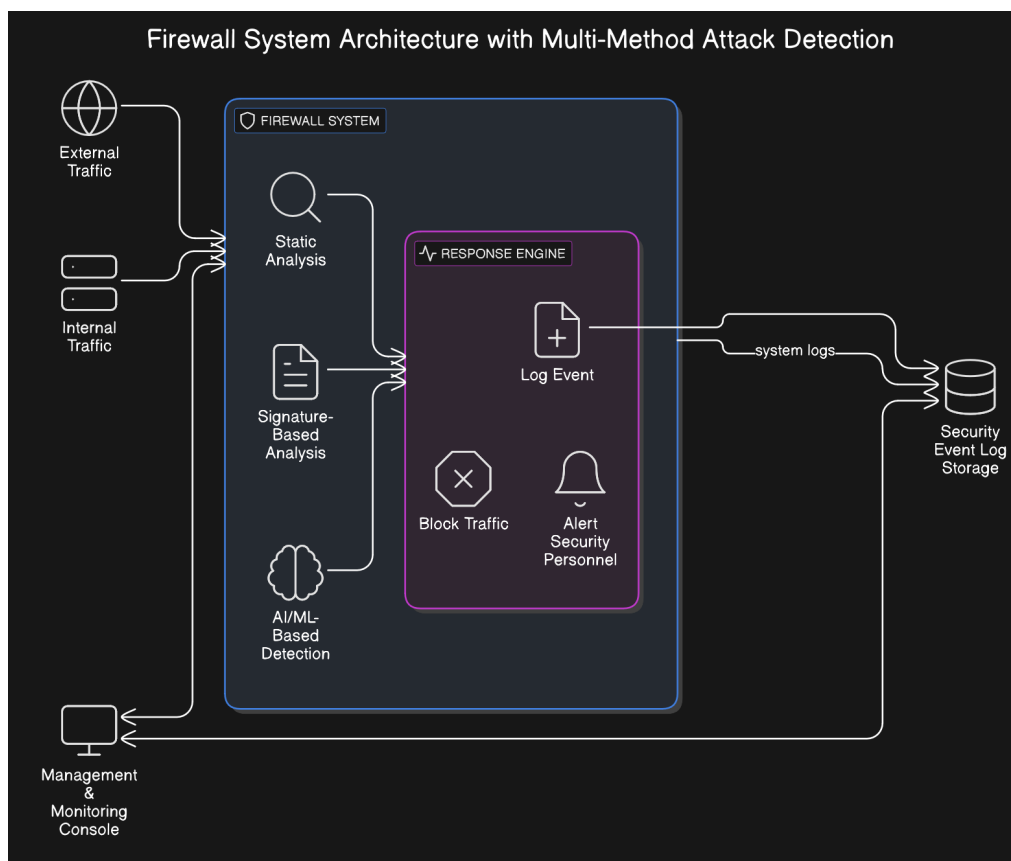 Firewall System Architecture with Multi-Method Attack Detection
External
Traffic
FIREWALL SYSTEM
Static
Analysis
RESPONSE ENGINE
Internal
Traffic
Log Event
system logs
Signature-
Based
Analysis
Security
Event Log
Storage
Block Traffic
Alert
Security
Personnel
AI/ML-
Based
Detection
Management
&
Monitoring
Console